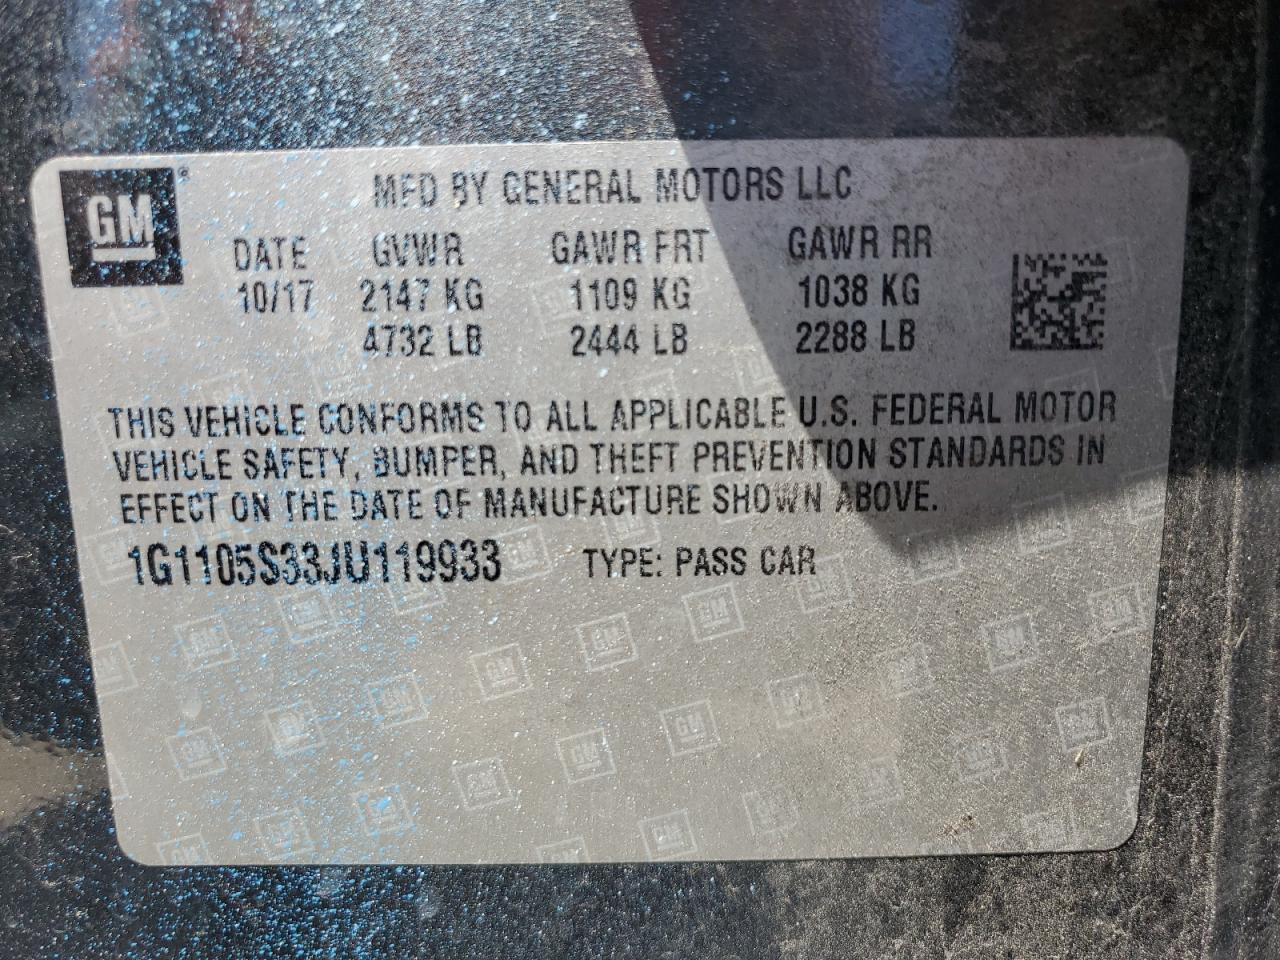 GM
MFD BY GENERAL MOTORS LLC
DATE GVWR GAWR FRT GAWR RR
10/17 2147 KG 1109 KG 1038 KG
4732 LB 2444 LB 2288 LB
THIS VEHICLE CONFORMS TO ALL APPLICABLE U.S. FEDERAL MOTOR
VEHICLE SAFETY, BUMPER, AND THEFT PREVENTION STANDARDS IN
EFFECT ON THE DATE OF MANUFACTURE SHOWN ABOVE.
1G1105S33JU119933 TYPE: PASS CAR